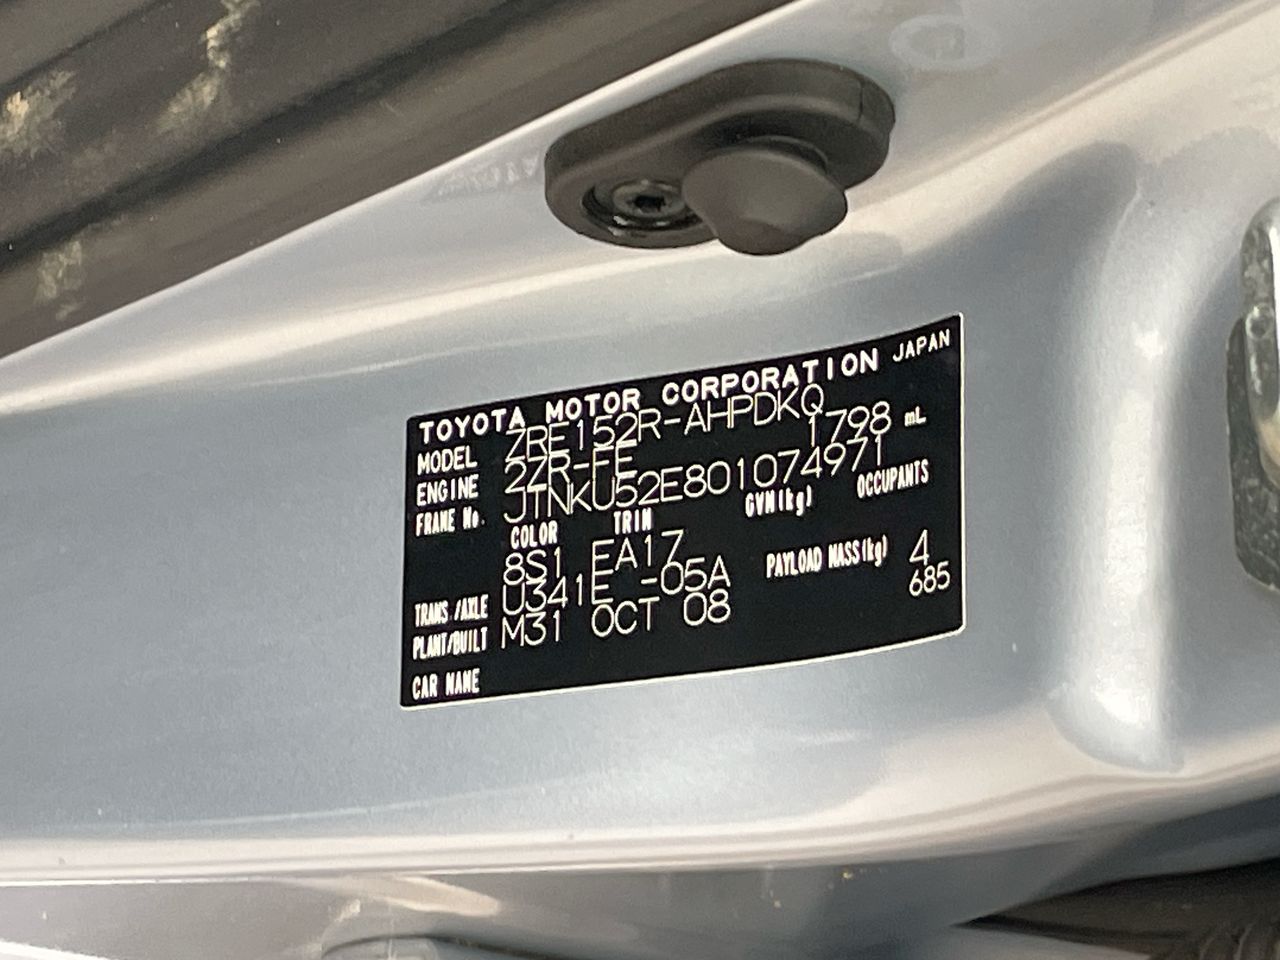 TOYOTA MOTOR CORPORATION JAPAN
MODEL ZRE152R-AHPDKQ
ENGINE 2ZR-FE 1798 mL
FRAME No. JTNKU52E801074971
COLOR TRIM GVM(kg) OCCUPANTS
8S1 EA17 4
TRANS./AXLE U341E -05A PAYLOAD MASS(kg) 685
PLANT/BUILT M31 OCT 08
CAR NAME